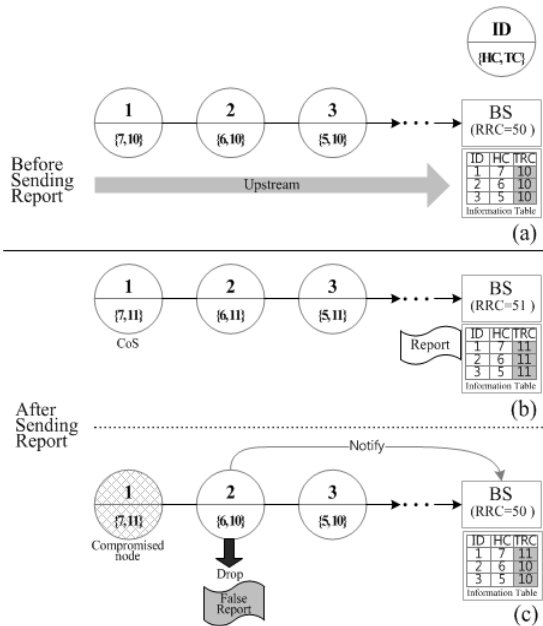 ID
{HC, TC}
1
{7, 10}
2
{6, 10}
3
{5, 10}
BS
(RRC=50 )
Before
Sending
Report
Upstream
ID HC TRC
1 7 10
2 6 10
3 5 10
Information Table
(a)
1
{7, 11}
CoS
2
{6, 11}
3
{5, 11}
BS
(RRC=51 )
Report
ID HC TRC
1 7 11
2 6 11
3 5 11
Information Table
(b)
After
Sending
Report
Notify
1
{7, 11}
Compromised
node
2
{6, 10}
3
{5, 10}
BS
(RRC=50 )
Drop
False
Report
ID HC TRC
1 7 11
2 6 10
3 5 10
Information Table
(c)